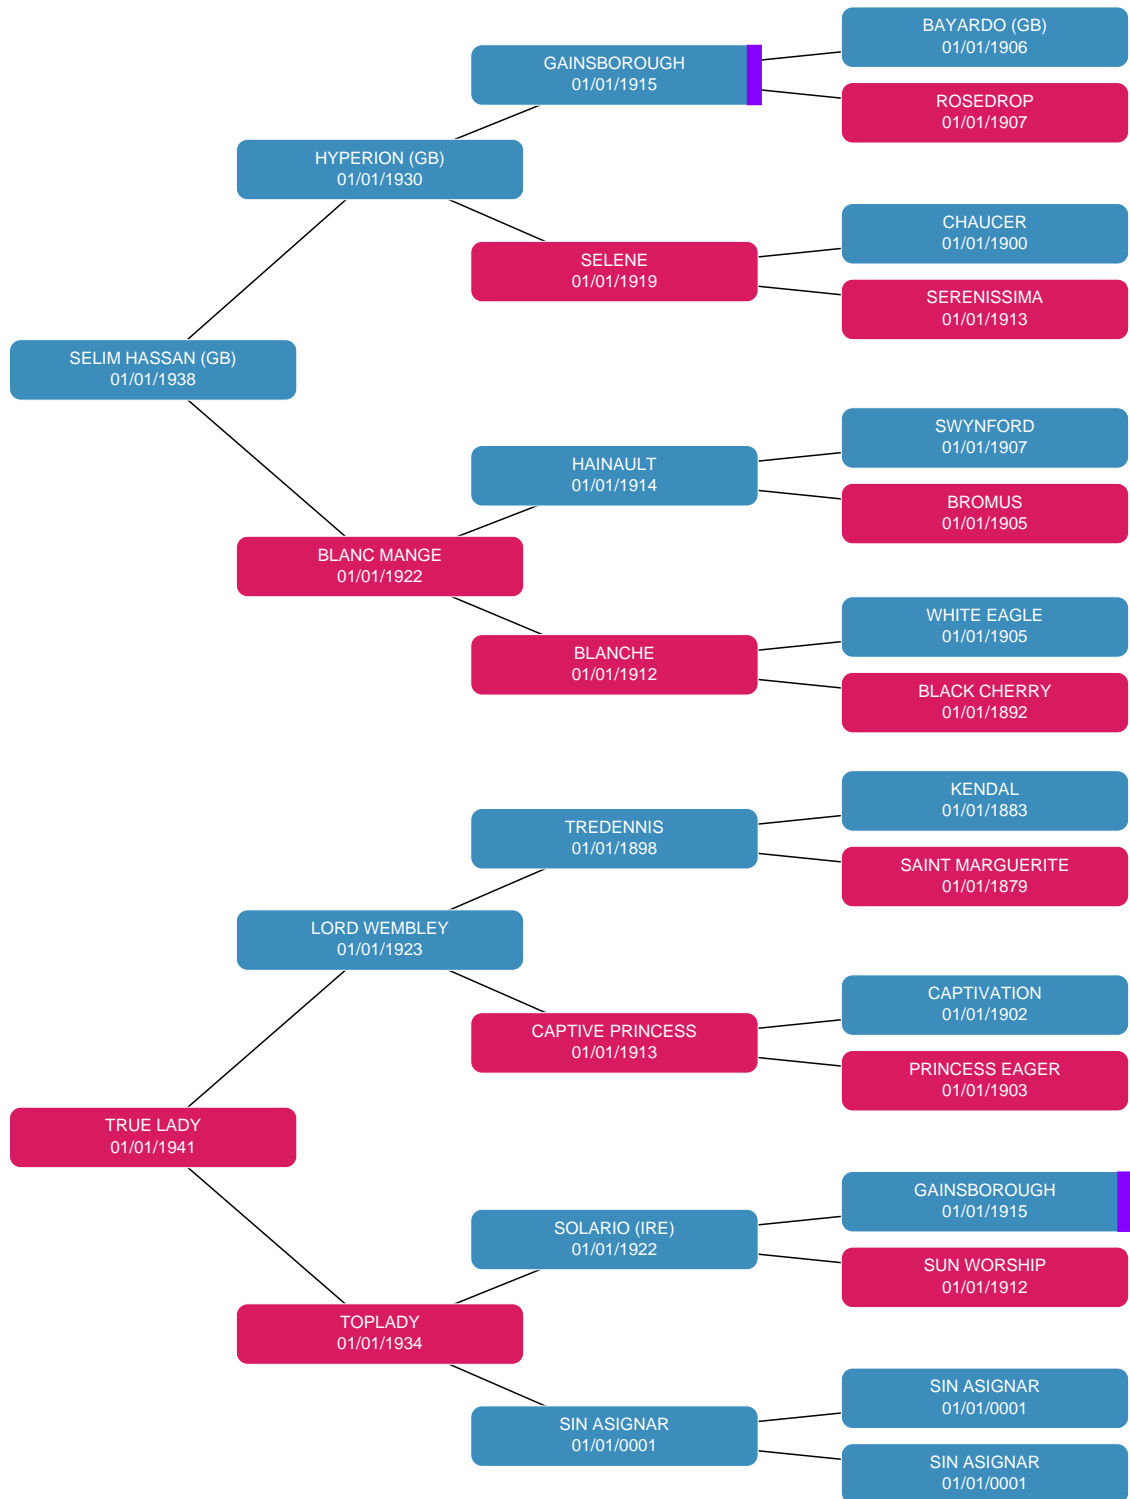 BAYARDO (GB)
01/01/1906
GAINSBOROUGH
01/01/1915
ROSEDROP
01/01/1907
HYPERION (GB)
01/01/1930
CHAUCER
01/01/1900
SELENE
01/01/1919
SERENISSIMA
01/01/1913
SELIM HASSAN (GB)
01/01/1938
SWYNFORD
01/01/1907
HAINAULT
01/01/1914
BROMUS
01/01/1905
BLANC MANGE
01/01/1922
WHITE EAGLE
01/01/1905
BLANCHE
01/01/1912
BLACK CHERRY
01/01/1892
KENDAL
01/01/1883
TREDENNIS
01/01/1898
SAINT MARGUERITE
01/01/1879
LORD WEMBLEY
01/01/1923
CAPTIVATION
01/01/1902
CAPTIVE PRINCESS
01/01/1913
PRINCESS EAGER
01/01/1903
TRUE LADY
01/01/1941
GAINSBOROUGH
01/01/1915
SOLARIO (IRE)
01/01/1922
SUN WORSHIP
01/01/1912
TOPLADY
01/01/1934
SIN ASIGNAR
01/01/0001
SIN ASIGNAR
01/01/0001
SIN ASIGNAR
01/01/0001